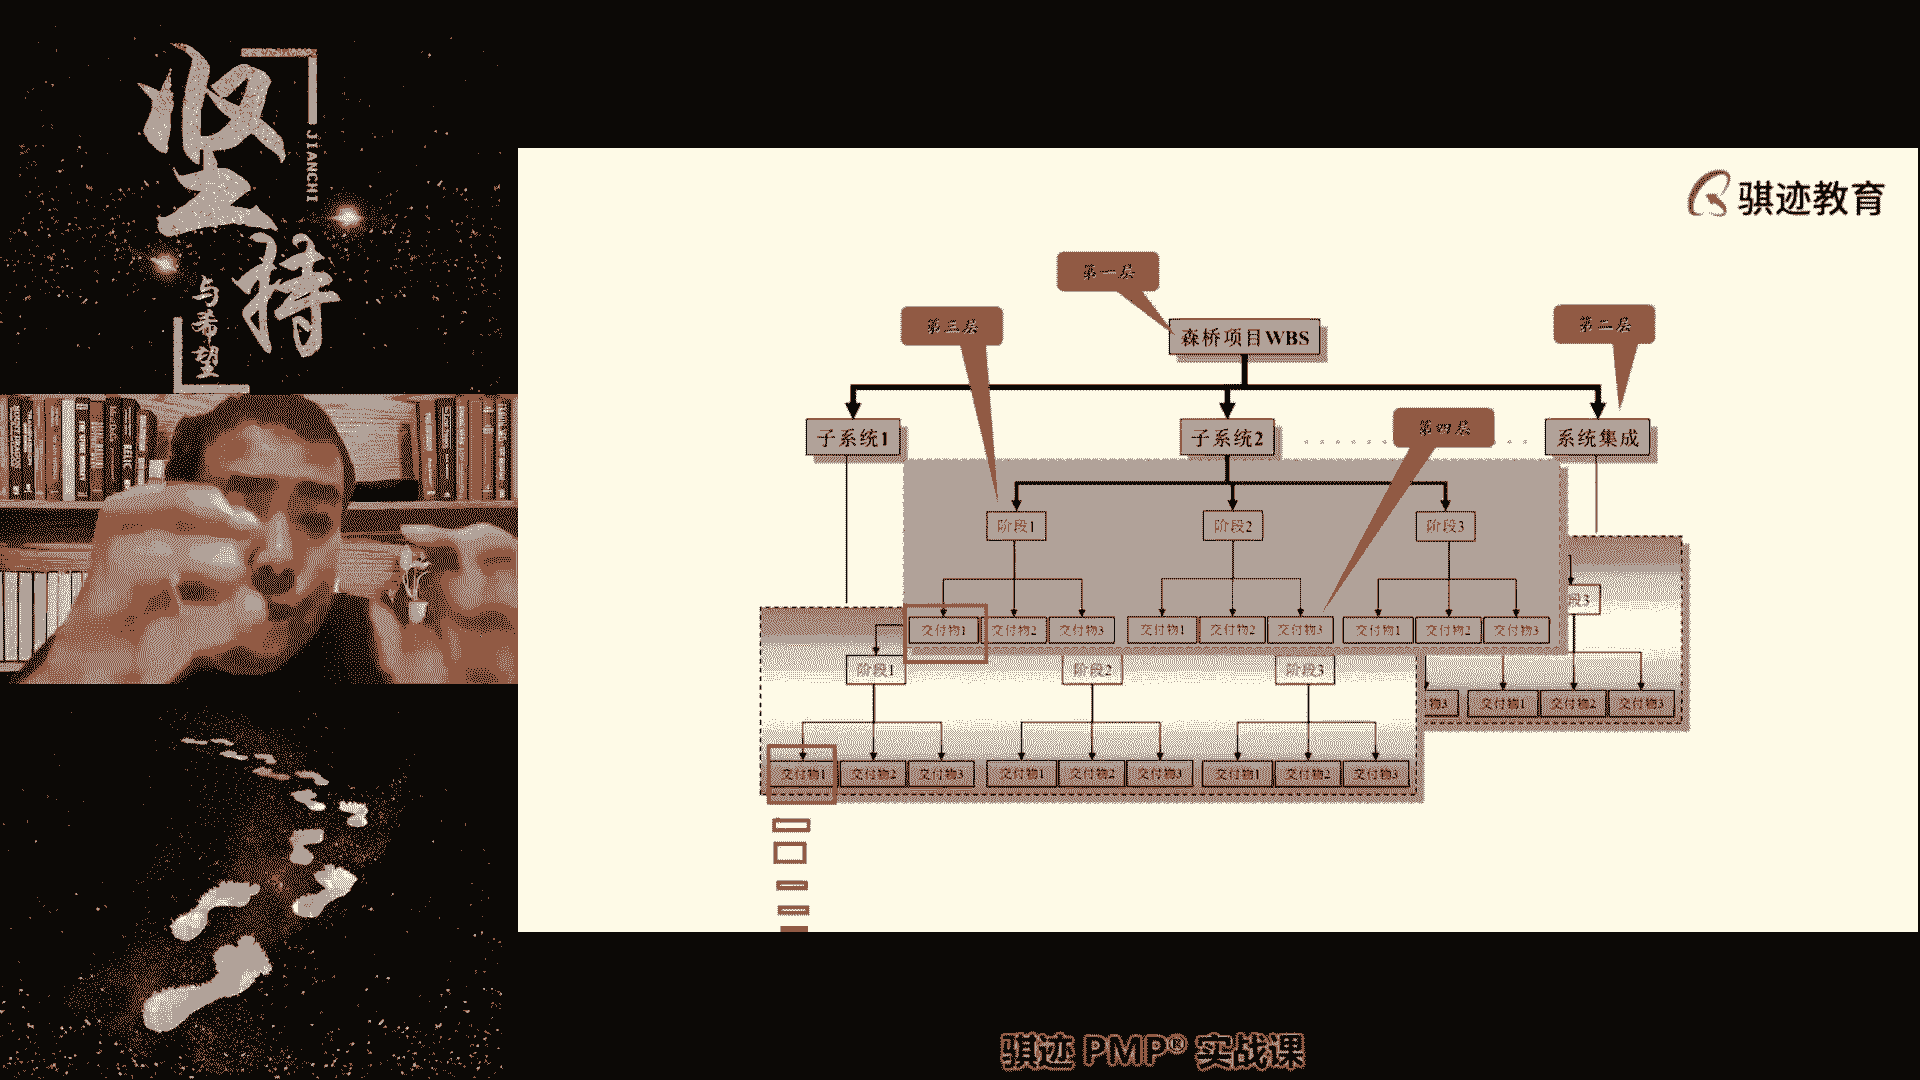 坚持
JIANCHI
与希望
骐迹教育
第一层
第三层
森桥项目WBS
第二层
子系统1
子系统2
第四层
系统集成
阶段1
阶段2
阶段3
段3
交付物1
交付物2
交付物3
交付物1
交付物2
交付物3
交付物1
交付物2
交付物3
阶段1
阶段2
阶段3
物3
交付物1
交付物2
交付物3
交付物1
交付物2
交付物3
交付物1
交付物2
交付物3
交付物1
交付物2
交付物3
骐迹 PMP® 实战课